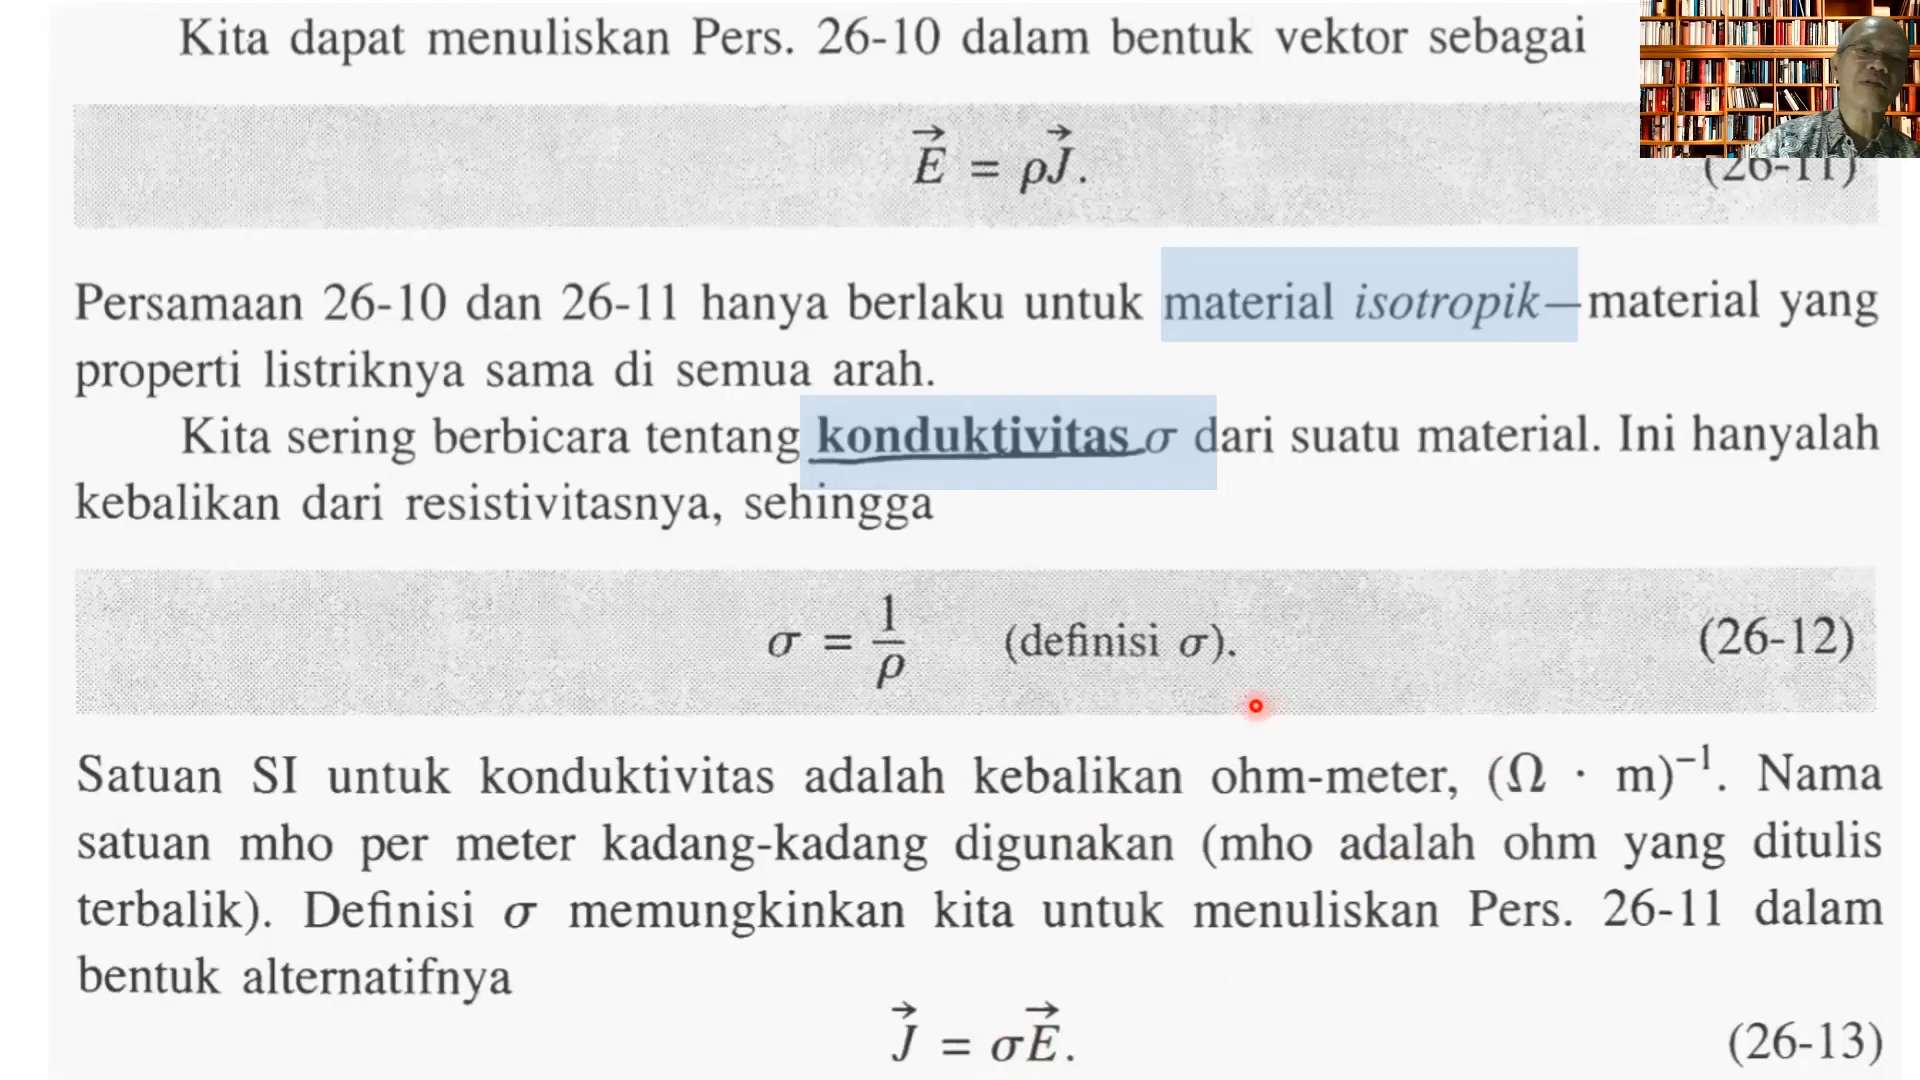 Kita dapat menuliskan Pers. 26-10 dalam bentuk vektor sebagai
E⃗ = ρJ⃗. (26-11)
Persamaan 26-10 dan 26-11 hanya berlaku untuk material isotropik—material yang
properti listriknya sama di semua arah.
Kita sering berbicara tentang konduktivitas σ dari suatu material. Ini hanyalah
kebalikan dari resistivitasnya, sehingga
σ = 1/ρ (definisi σ). (26-12)
Satuan SI untuk konduktivitas adalah kebalikan ohm-meter, (Ω · m)⁻¹. Nama
satuan mho per meter kadang-kadang digunakan (mho adalah ohm yang ditulis
terbalik). Definisi σ memungkinkan kita untuk menuliskan Pers. 26-11 dalam
bentuk alternatifnya
J⃗ = σE⃗. (26-13)